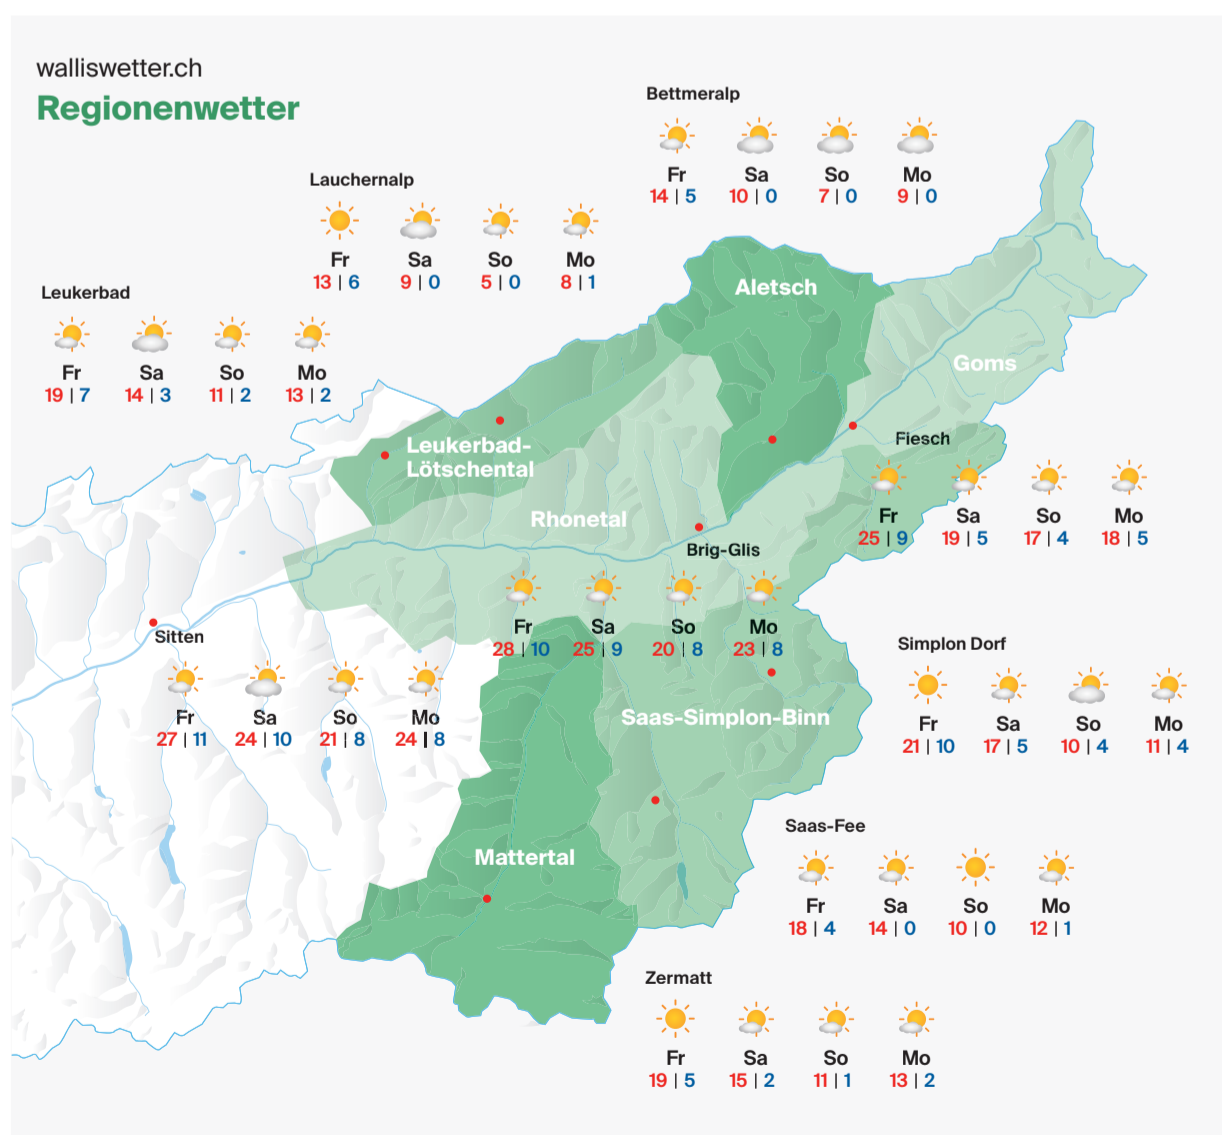 walliswetter.ch
Regionenwetter
Bettmeralp
Fr Sa So Mo
14 | 5 10 | 0 7 | 0 9 | 0
Lauchernalp
Fr Sa So Mo
13 | 6 9 | 0 5 | 0 8 | 1
Leukerbad
Fr Sa So Mo
19 | 7 14 | 3 11 | 2 13 | 2
Aletsch
Goms
Leukerbad-
Lötschental
Fiesch
Fr Sa So Mo
25 | 9 19 | 5 17 | 4 18 | 5
Rhonetal
Brig-Glis
Fr Sa So Mo
28 | 10 25 | 9 20 | 8 23 | 8
Sitten
Fr Sa So Mo
27 | 11 24 | 10 21 | 8 24 | 8
Simplon Dorf
Fr Sa So Mo
21 | 10 17 | 5 10 | 4 11 | 4
Saas-Simplon-Binn
Saas-Fee
Fr Sa So Mo
18 | 4 14 | 0 10 | 0 12 | 1
Mattertal
Zermatt
Fr Sa So Mo
19 | 5 15 | 2 11 | 1 13 | 2